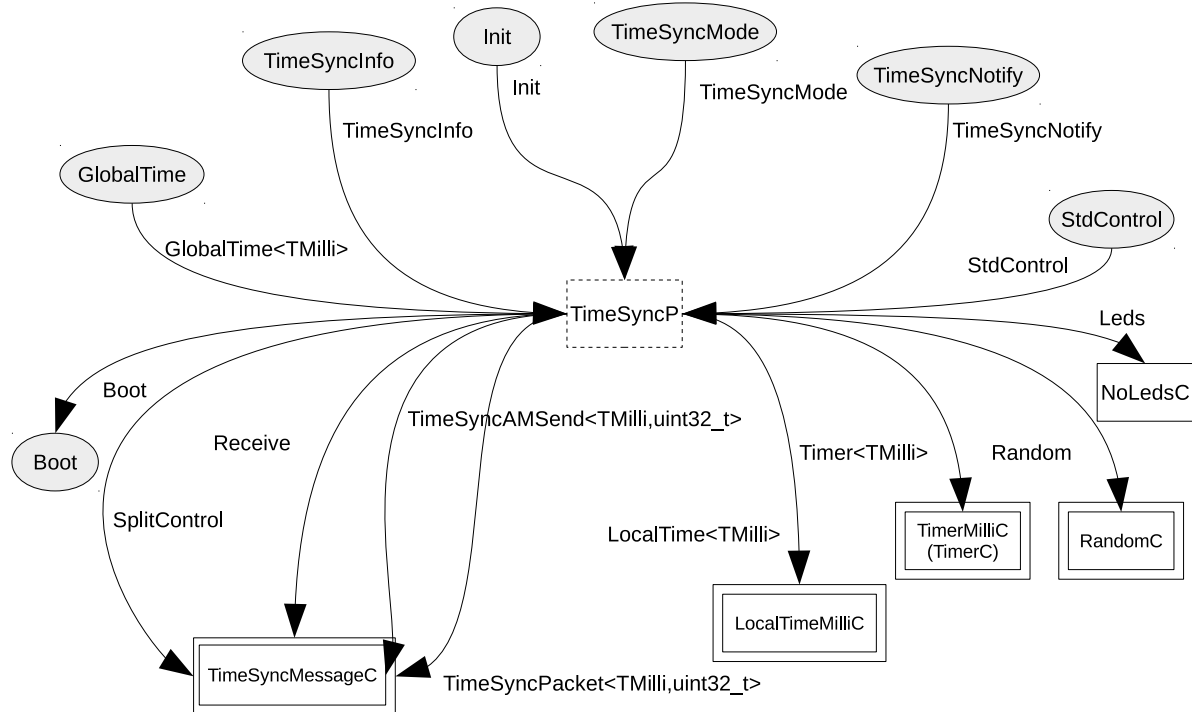 Init
TimeSyncMode
TimeSyncInfo
TimeSyncNotify
Init
TimeSyncMode
TimeSyncInfo
TimeSyncNotify
GlobalTime
StdControl
GlobalTime<TMilli>
StdControl
TimeSyncP
Leds
Boot
NoLedsC
TimeSyncAMSend<TMilli,uint32_t>
Receive
Timer<TMilli>
Random
Boot
SplitControl
LocalTime<TMilli>
TimerMilliC
(TimerC)
RandomC
LocalTimeMilliC
TimeSyncMessageC
TimeSyncPacket<TMilli,uint32_t>